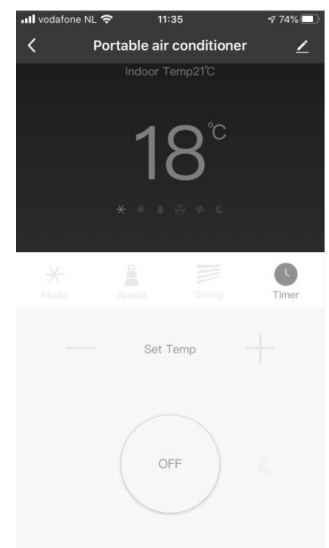 vodafone NL 11:35 74%
Portable air conditioner
Indoor Temp21℃
18℃
Mode Speed Swing Timer
Set Temp
OFF